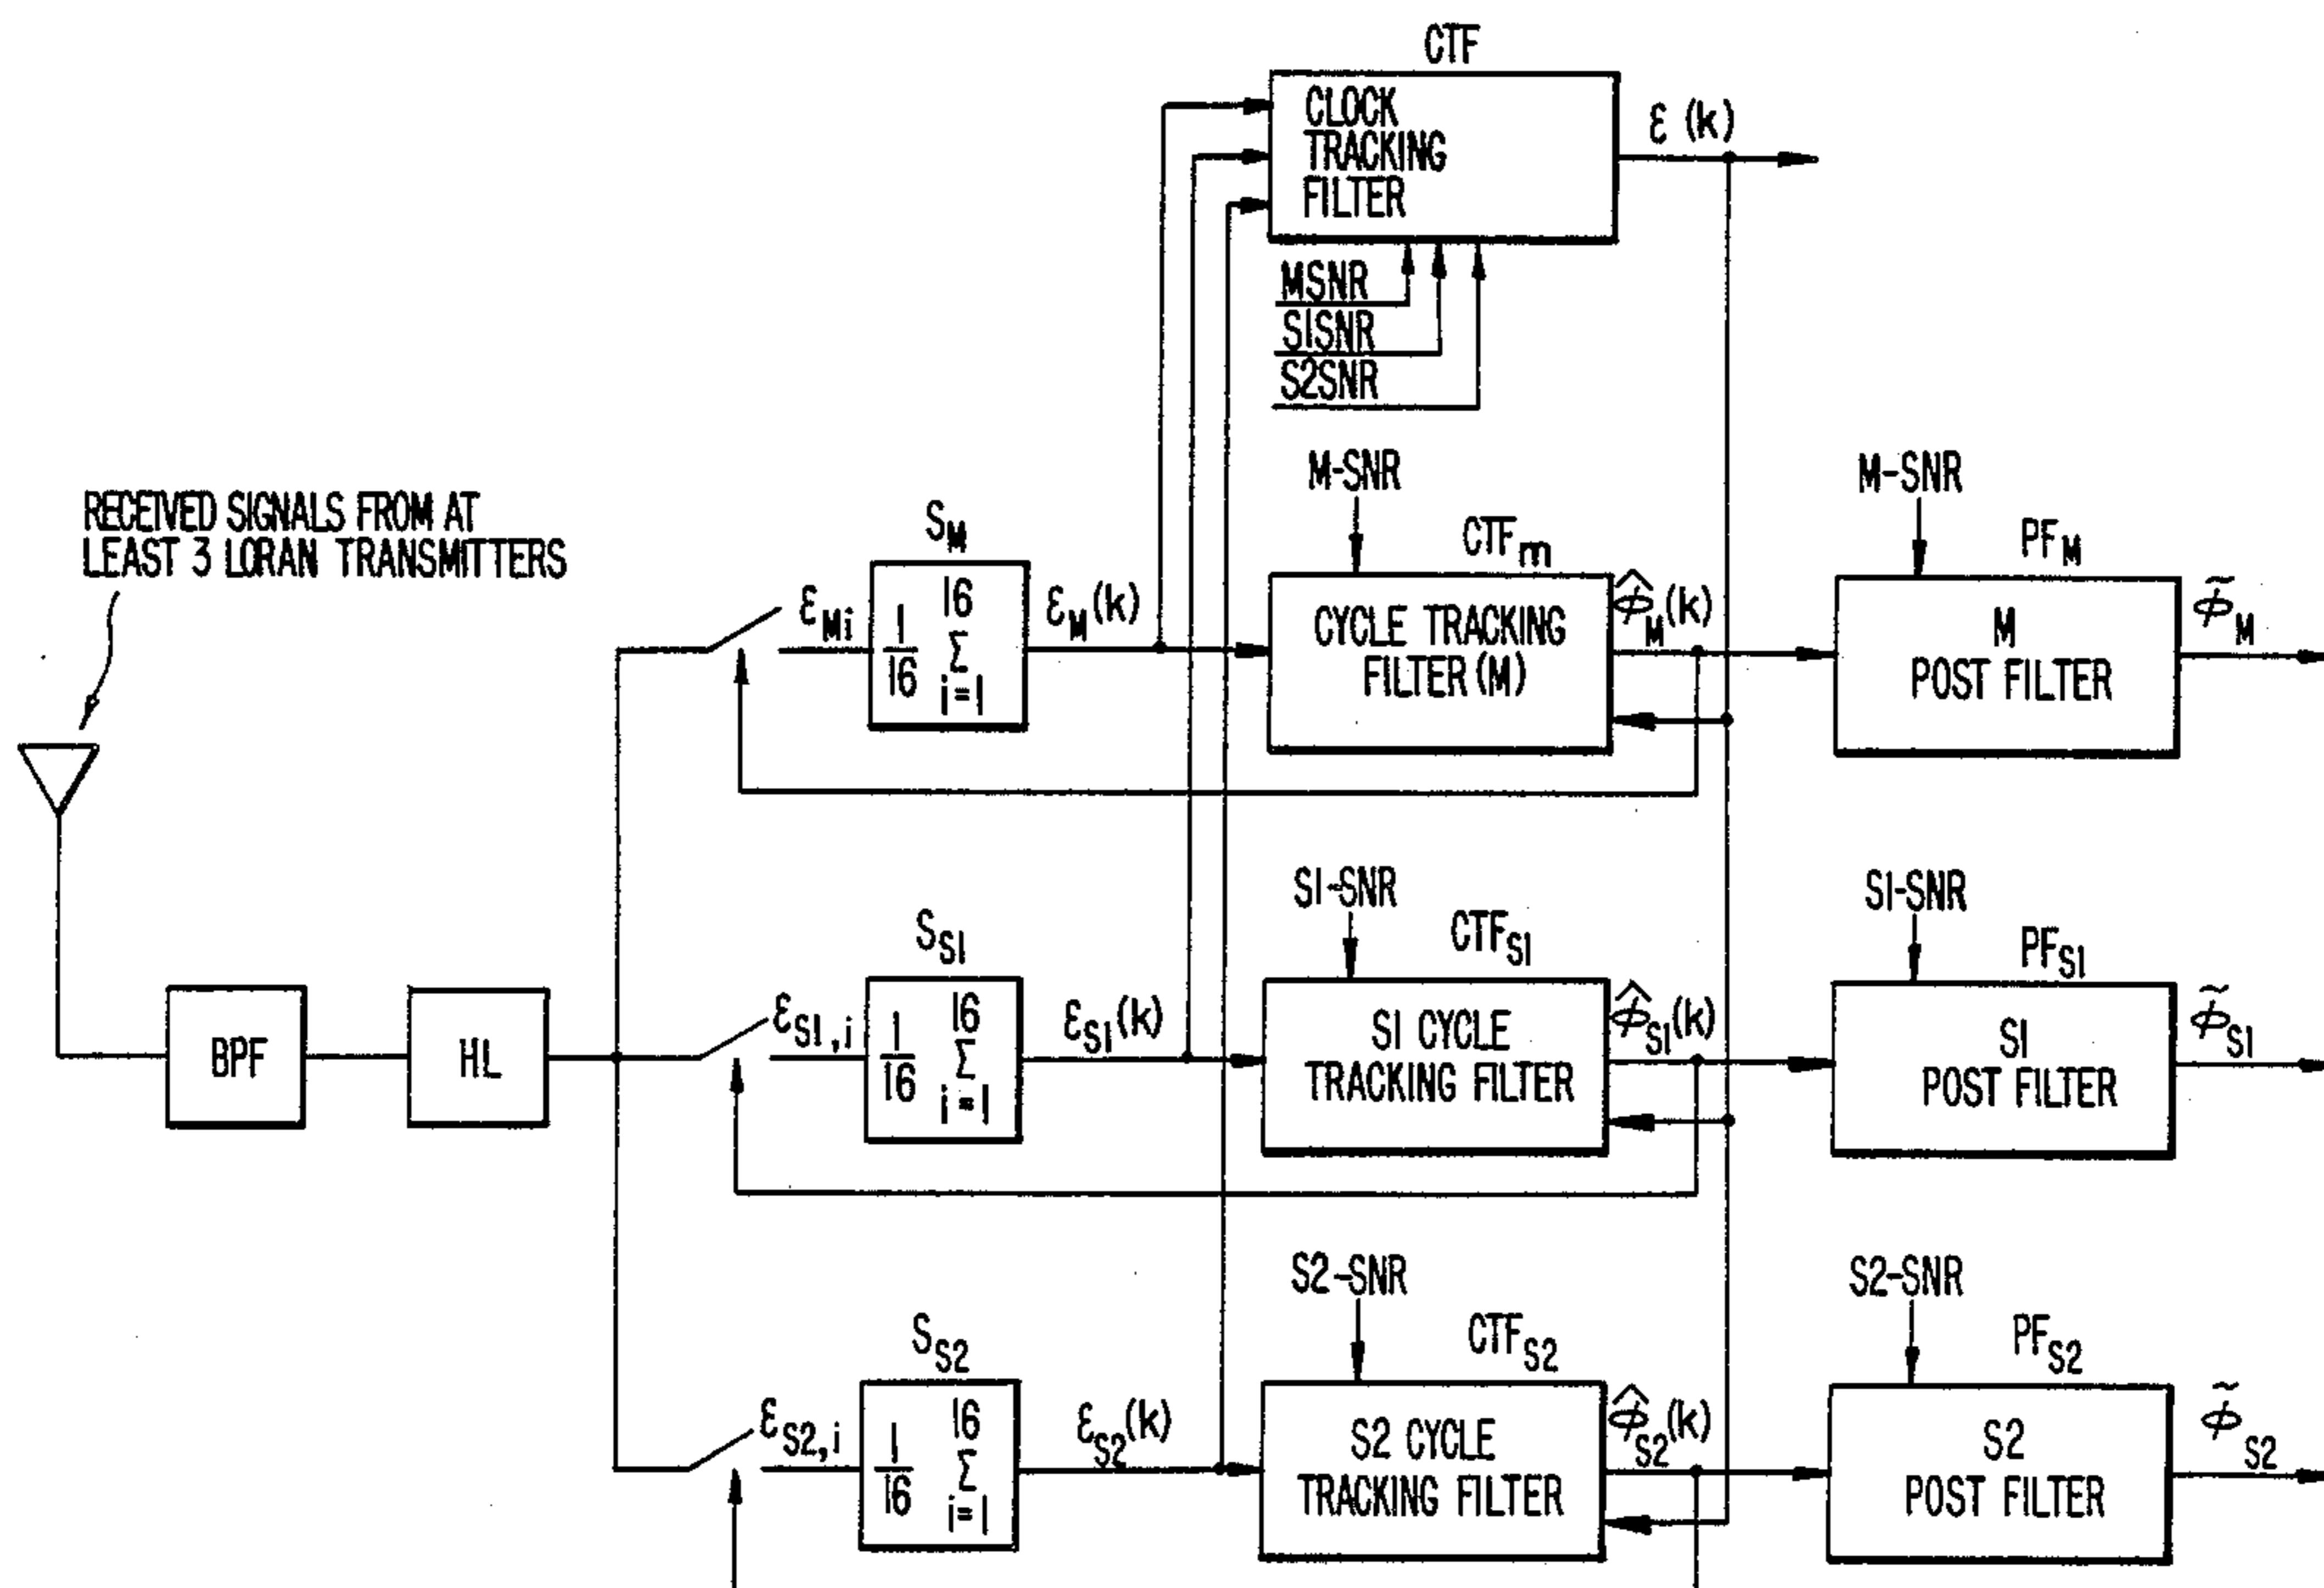 CTF
CLOCK
TRACKING
FILTER
ε (k)
MSNR
S1SNR
S2SNR
RECEIVED SIGNALS FROM AT
LEAST 3 LORAN TRANSMITTERS
M-SNR
M-SNR
S_M
CTF_m
PF_M
ε_Mi
1/16 16 Σ i=1
ε_M(k)
CYCLE TRACKING
FILTER (M)
φ̂_M(k)
M
POST FILTER
φ̃_M
S1-SNR
S1-SNR
S_S1
CTF_S1
PF_S1
BPF
HL
ε_S1,i
1/16 16 Σ i=1
ε_S1(k)
S1 CYCLE
TRACKING FILTER
φ̂_S1(k)
S1
POST FILTER
φ̃_S1
S2-SNR
S2-SNR
S_S2
CTF_S2
PF_S2
ε_S2,i
1/16 16 Σ i=1
ε_S2(k)
S2 CYCLE
TRACKING FILTER
φ̂_S2(k)
S2
POST FILTER
φ̃_S2